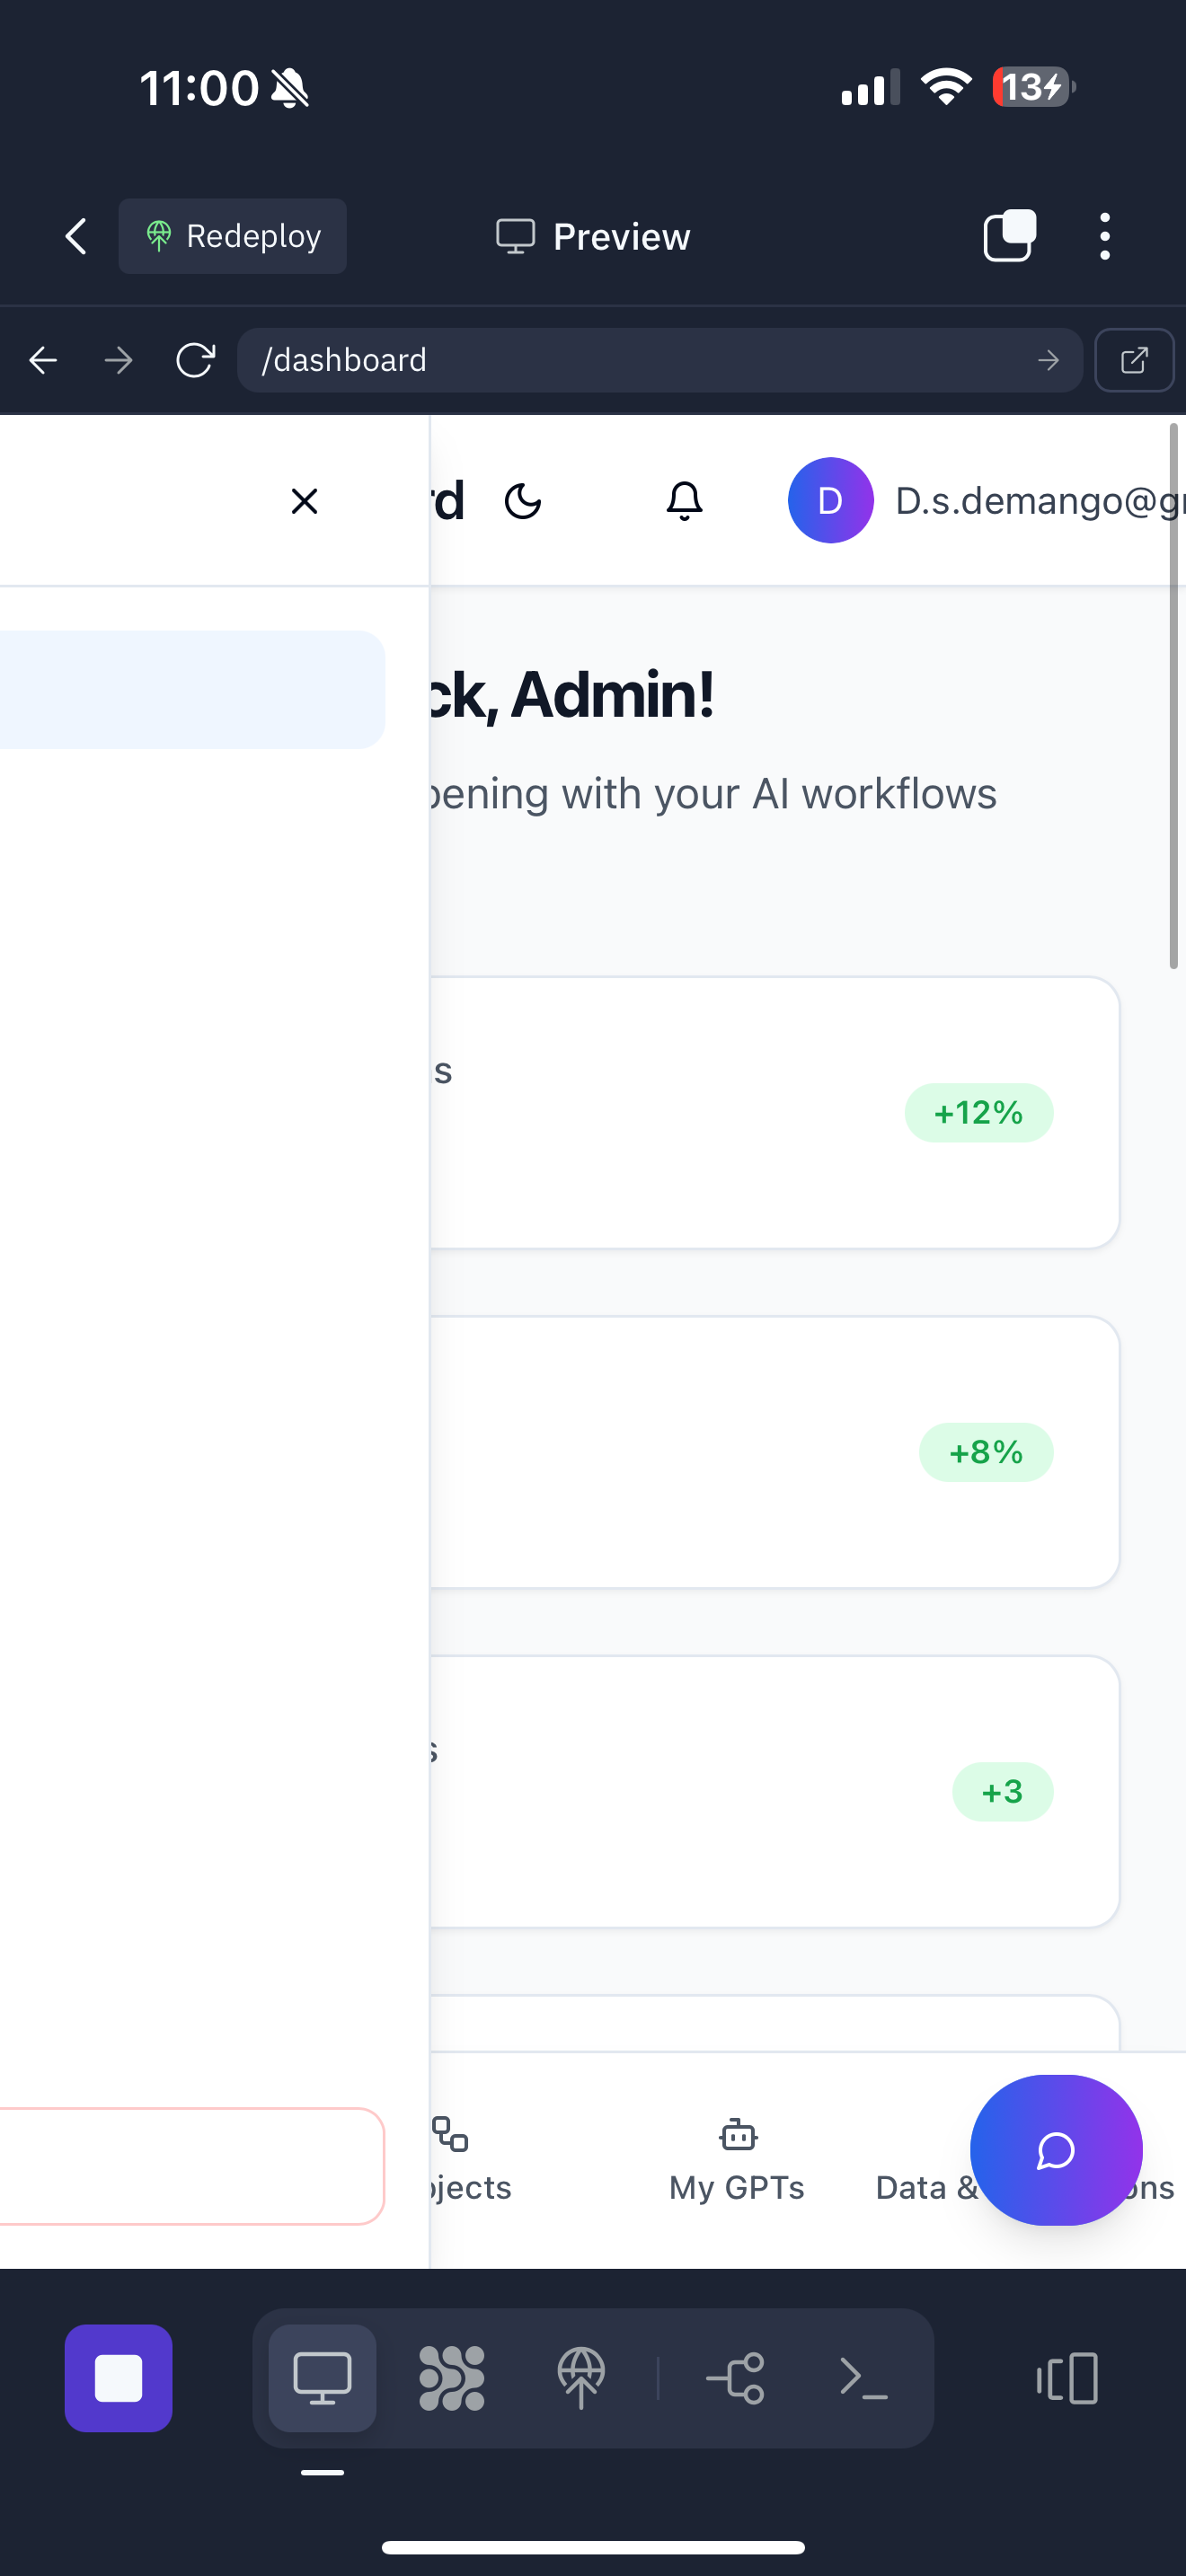 11:00
13
Redeploy
Preview
/dashboard
rd
D
D.s.demango@g
ck, Admin!
pening with your AI workflows
s
+12%
+8%
s
+3
ojects
My GPTs
Data &
ons